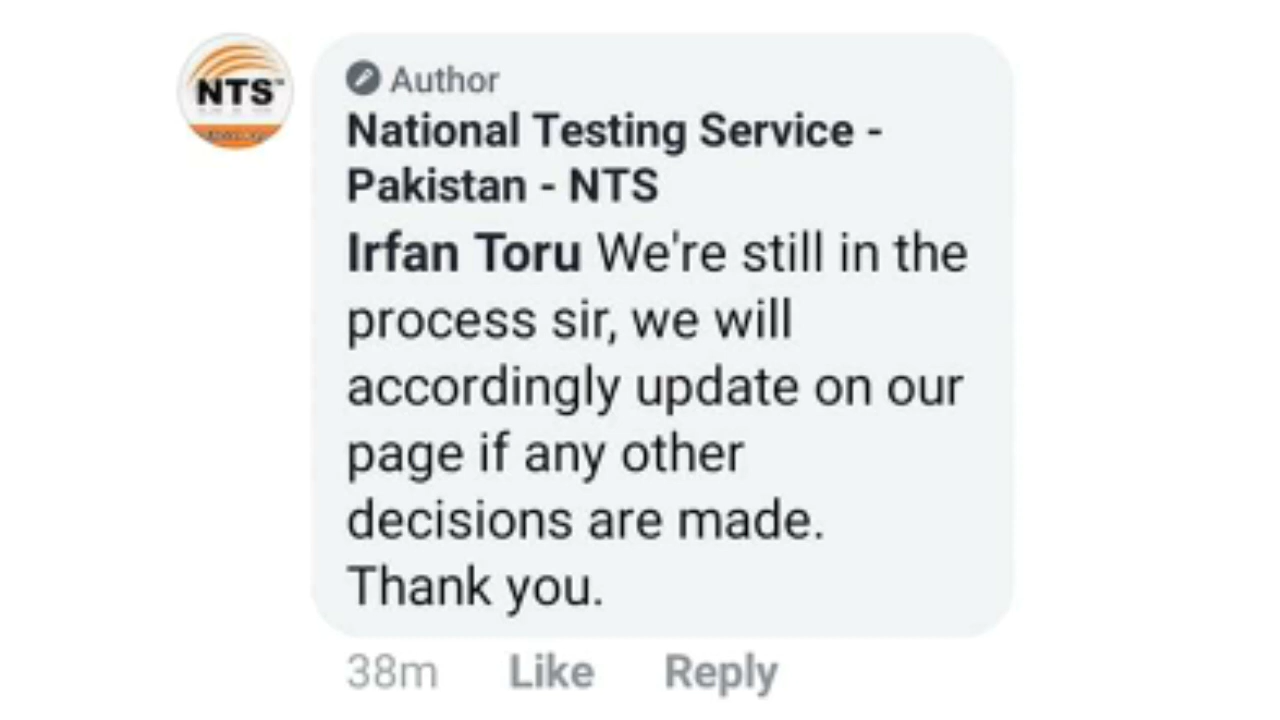 NTS
Author
National Testing Service -
Pakistan - NTS
Irfan Toru We're still in the
process sir, we will
accordingly update on our
page if any other
decisions are made.
Thank you.
38m Like Reply